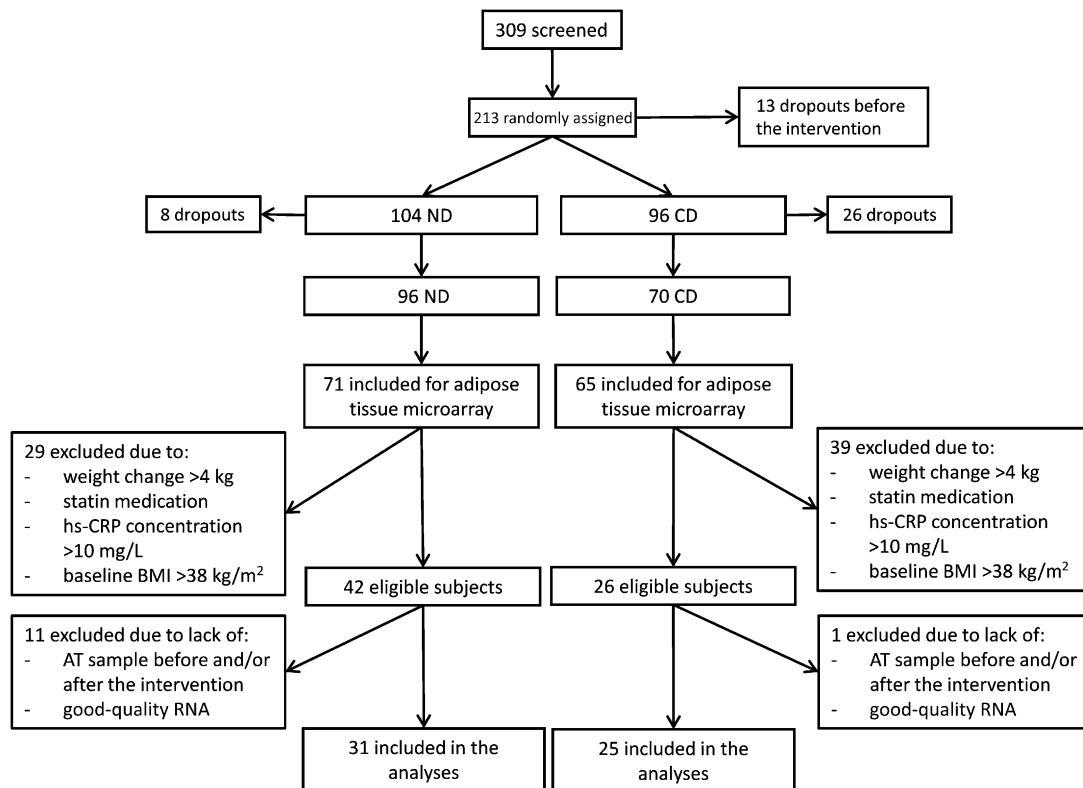 309 screened
213 randomly assigned
13 dropouts before
the intervention
8 dropouts
104 ND
96 CD
26 dropouts
96 ND
70 CD
71 included for adipose
tissue microarray
65 included for adipose
tissue microarray
29 excluded due to:
- weight change >4 kg
- statin medication
- hs-CRP concentration
>10 mg/L
- baseline BMI >38 kg/m²
39 excluded due to:
- weight change >4 kg
- statin medication
- hs-CRP concentration
>10 mg/L
- baseline BMI >38 kg/m²
42 eligible subjects
26 eligible subjects
11 excluded due to lack of:
- AT sample before and/or
after the intervention
- good-quality RNA
1 excluded due to lack of:
- AT sample before and/or
after the intervention
- good-quality RNA
31 included in the
analyses
25 included in the
analyses